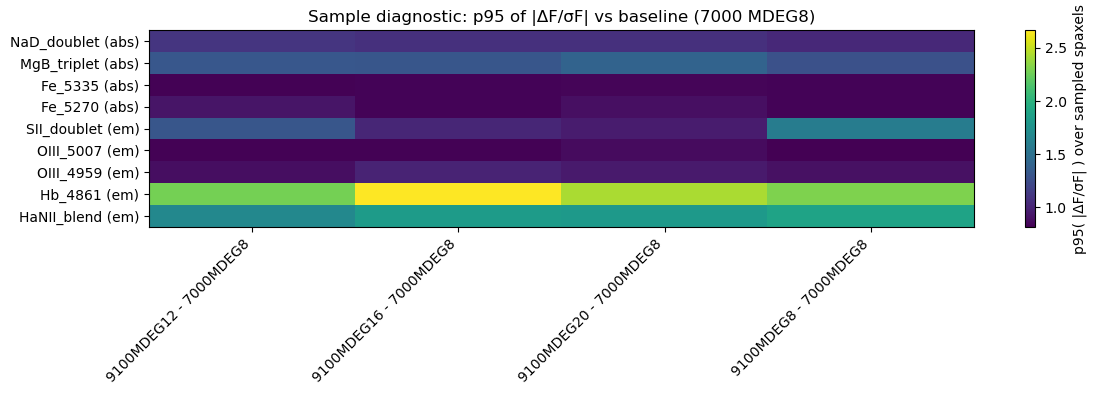 Sample diagnostic: p95 of |ΔF/σF| vs baseline (7000 MDEG8)
NaD_doublet (abs)
MgB_triplet (abs)
Fe_5335 (abs)
Fe_5270 (abs)
SII_doublet (em)
OIII_5007 (em)
OIII_4959 (em)
Hb_4861 (em)
HaNII_blend (em)
9100MDEG12 - 7000MDEG8
9100MDEG16 - 7000MDEG8
9100MDEG20 - 7000MDEG8
9100MDEG8 - 7000MDEG8
2.5
2.0
1.5
1.0
p95( |ΔF/σF| ) over sampled spaxels